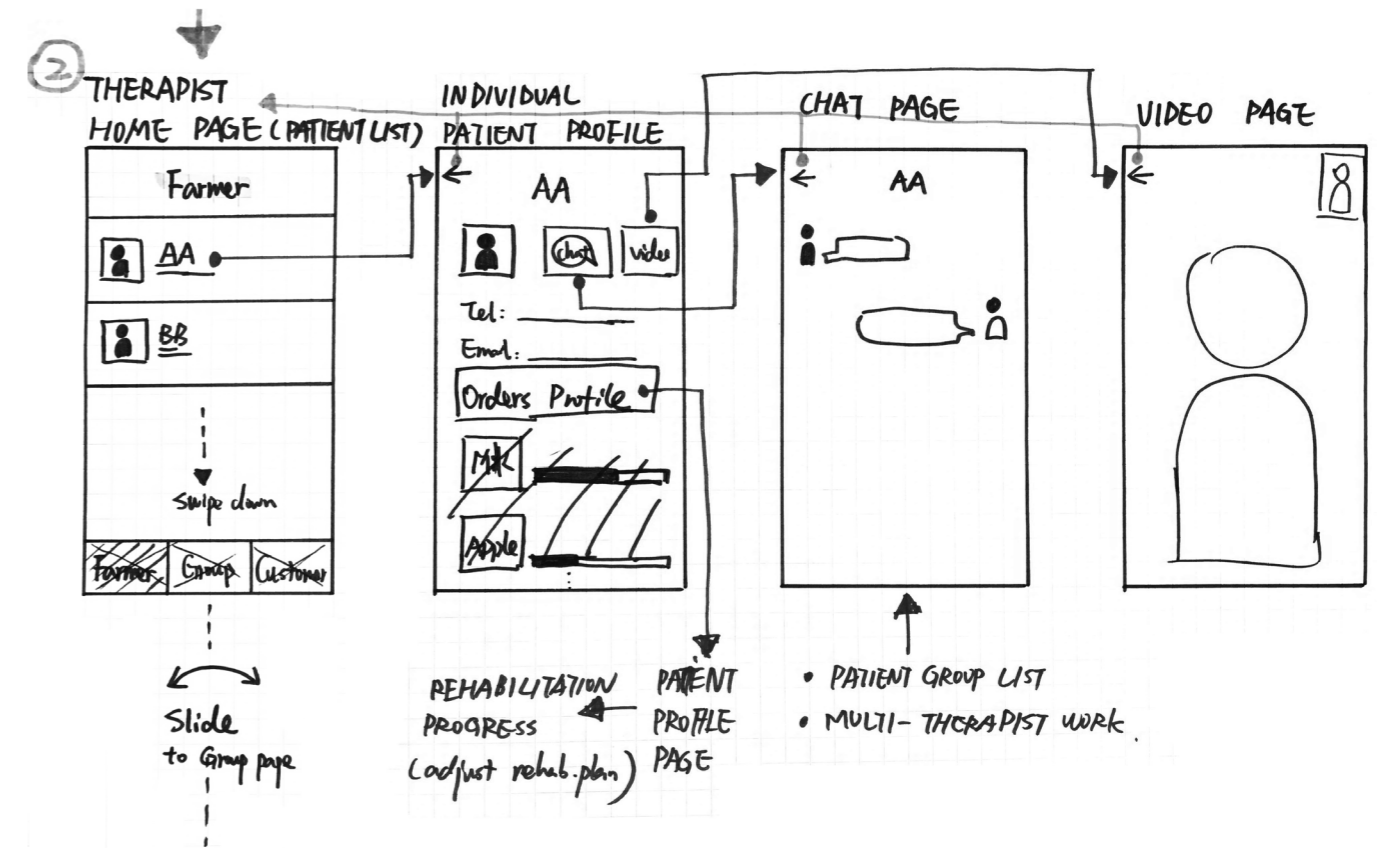 2
THERAPIST
HOME PAGE (PATIENT LIST)
Farmer
AA
BB
Swipe down
Farmer
Group
Customer
Slide
to Group page
INDIVIDUAL
PATIENT PROFILE
AA
chat
video
Tel:
Email:
Orders Profile
Milk
Apple
REHABILITATION
PROGRESS
(adjust rehab. plan)
PATIENT
PROFILE
PAGE
CHAT PAGE
AA
• PATIENT GROUP LIST
• MULTI-THERAPIST WORK.
VIDEO PAGE